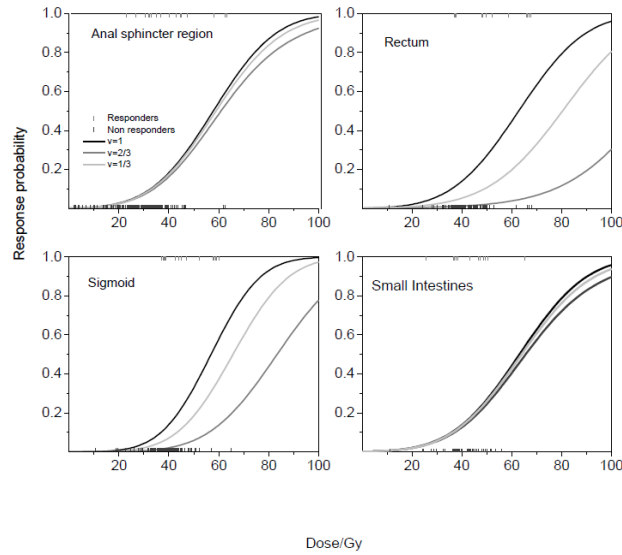 Response probability
1.0
0.8
0.6
0.4
0.2
Anal sphincter region
Responders
Non responders
v=1
v=2/3
v=1/3
20 40 60 80 100
1.0
0.8
0.6
0.4
0.2
Rectum
20 40 60 80 100
1.0
0.8
0.6
0.4
0.2
Sigmoid
20 40 60 80 100
1.0
0.8
0.6
0.4
0.2
Small Intestines
20 40 60 80 100
Dose/Gy